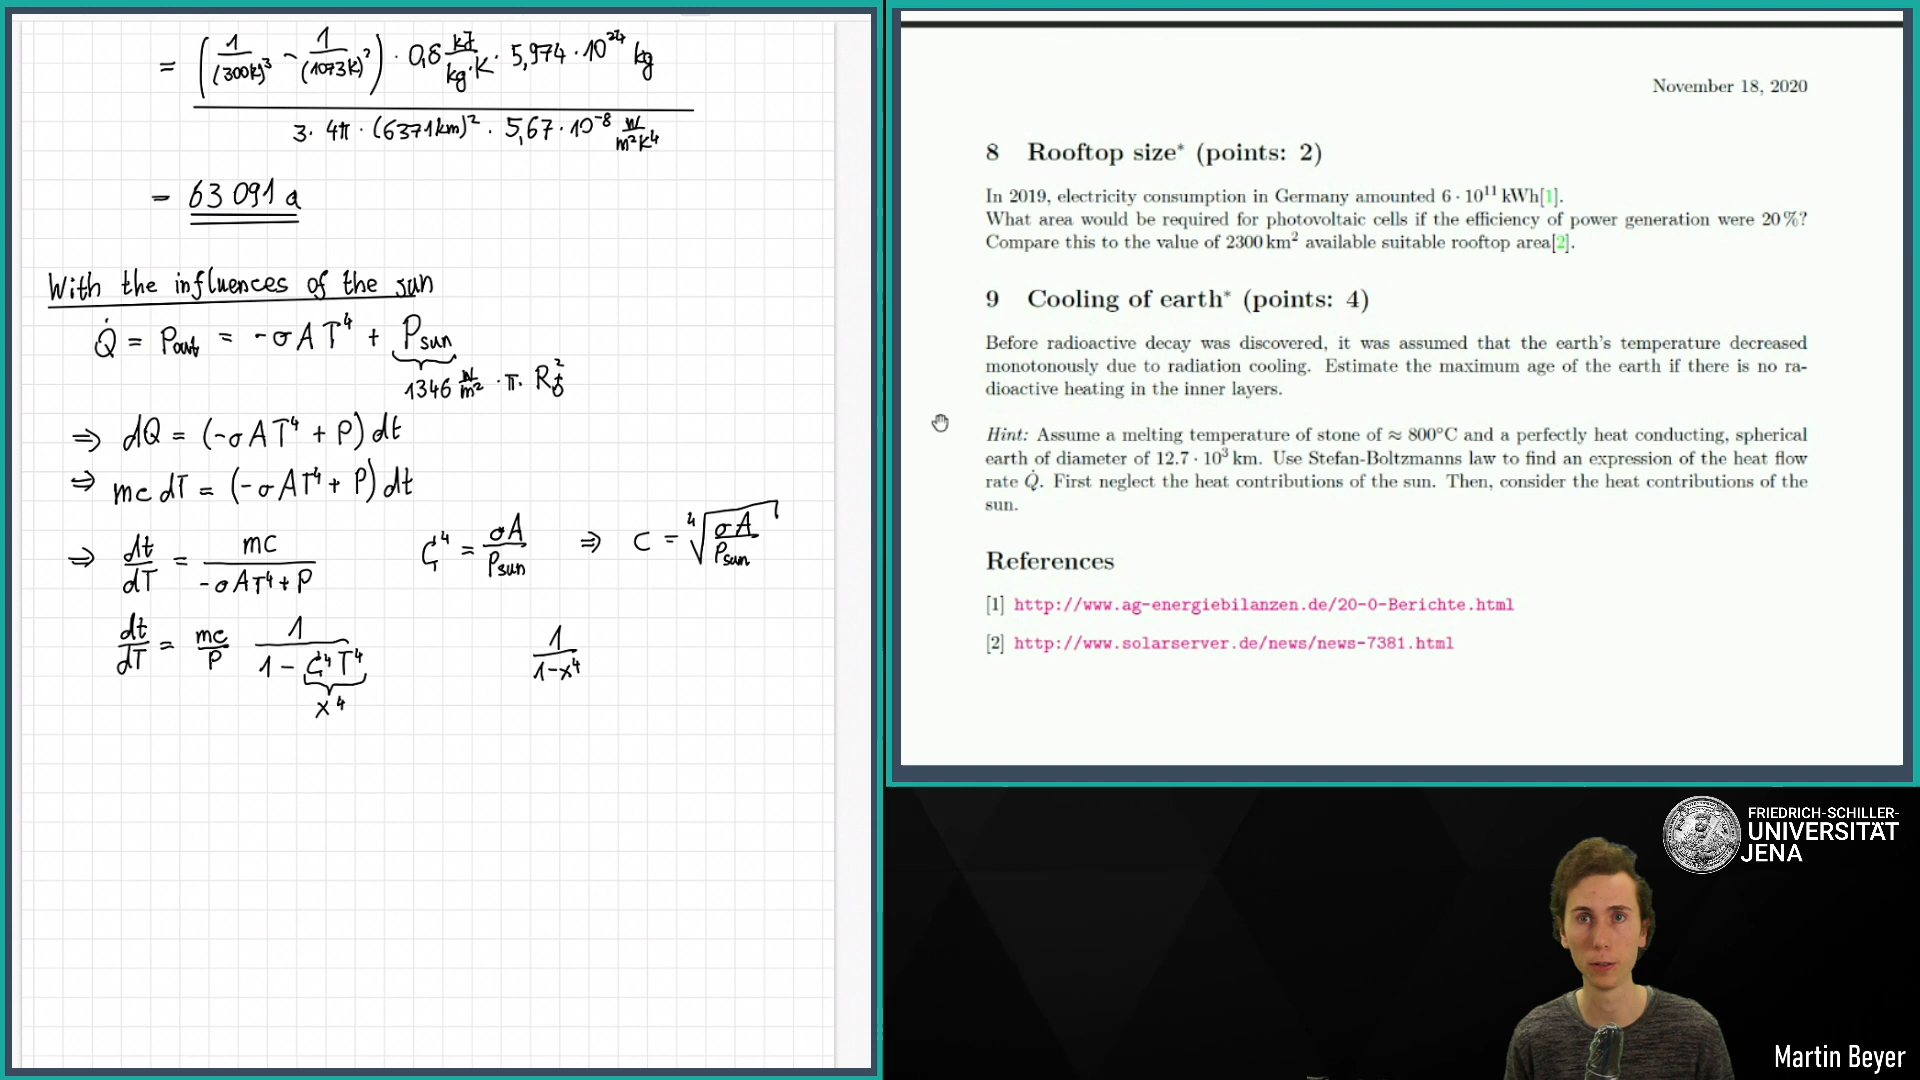 = (1/(300K)³ - 1/(1073K)²) · 0,8 kJ/kg·K · 5,974 · 10²⁴ kg
3 · 4π · (6371km)² · 5,67 · 10⁻⁸ W/m²K⁴
= 63 091 a
With the influences of the sun
Q̇ = Pout = -σAT⁴ + Psun
1346 W/m² · π · R♁²
⇒ dQ = (-σAT⁴ + P)dt
⇒ mc dT = (-σAT⁴ + P)dt
⇒ dt/dT = mc/(-σAT⁴ + P) C⁴ = σA/Psun ⇒ C = ⁴√(σA/Psun)
dt/dT = mc/P 1/(1 - C⁴T⁴) 1/(1-x⁴)
x⁴
November 18, 2020
8 Rooftop size* (points: 2)
In 2019, electricity consumption in Germany amounted 6 · 10¹¹ kWh[1].
What area would be required for photovoltaic cells if the efficiency of power generation were 20 %?
Compare this to the value of 2300 km² available suitable rooftop area[2].
9 Cooling of earth* (points: 4)
Before radioactive decay was discovered, it was assumed that the earth's temperature decreased
monotonously due to radiation cooling. Estimate the maximum age of the earth if there is no ra-
dioactive heating in the inner layers.
Hint: Assume a melting temperature of stone of ≈ 800°C and a perfectly heat conducting, spherical
earth of diameter of 12.7 · 10³ km. Use Stefan-Boltzmanns law to find an expression of the heat flow
rate Q̇. First neglect the heat contributions of the sun. Then, consider the heat contributions of the
sun.
References
[1] http://www.ag-energiebilanzen.de/20-0-Berichte.html
[2] http://www.solarserver.de/news/news-7381.html
FRIEDRICH-SCHILLER-
UNIVERSITÄT
JENA
Martin Beyer